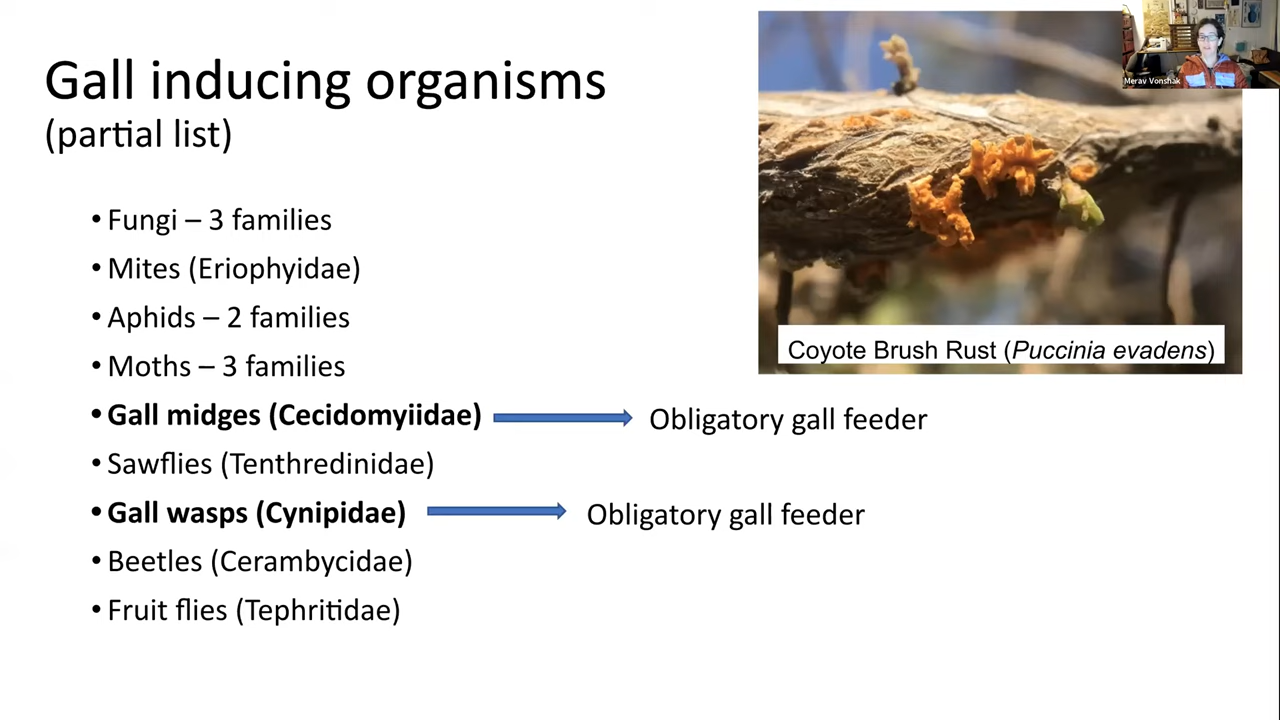 Gall inducing organisms
(partial list)
• Fungi – 3 families
• Mites (Eriophyidae)
• Aphids – 2 families
• Moths – 3 families
• Gall midges (Cecidomyiidae)
Obligatory gall feeder
• Sawflies (Tenthredinidae)
• Gall wasps (Cynipidae)
Obligatory gall feeder
• Beetles (Cerambycidae)
• Fruit flies (Tephritidae)
Coyote Brush Rust (Puccinia evadens)
Merav Vonshak